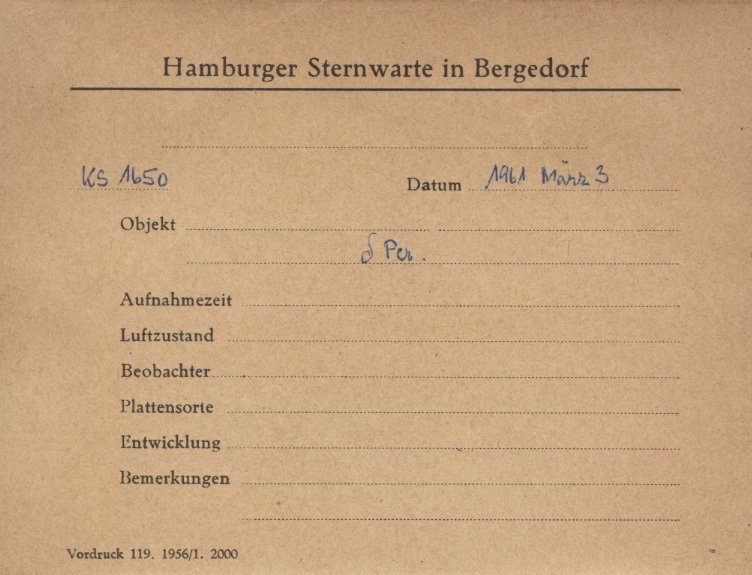 Hamburger Sternwarte in Bergedorf
KS 1650 Datum 1961 März 3
Objekt
δ Per.
Aufnahmezeit
Luftzustand
Beobachter
Plattensorte
Entwicklung
Bemerkungen
Vordruck 119. 1956/1. 2000